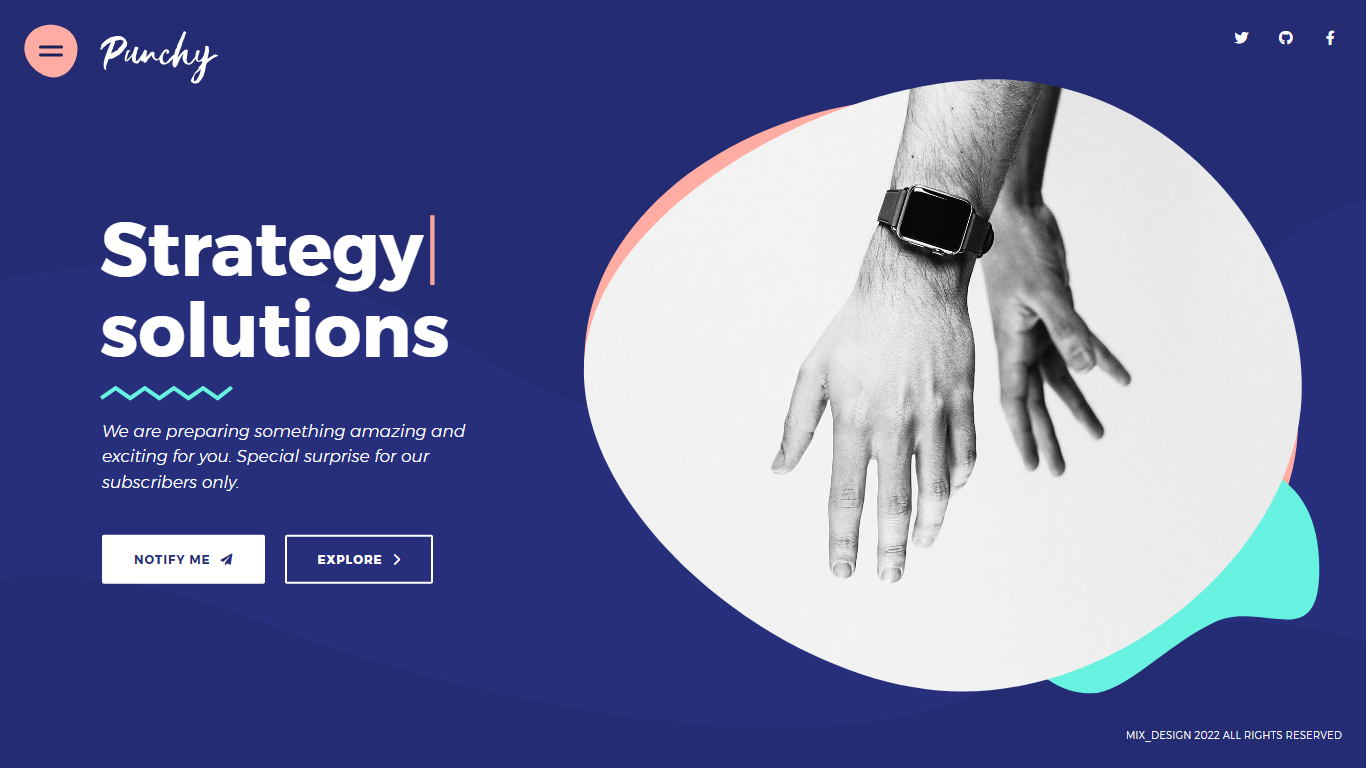 Punchy
Strategy
solutions
We are preparing something amazing and
exciting for you. Special surprise for our
subscribers only.
NOTIFY ME
EXPLORE
MIX_DESIGN 2022 ALL RIGHTS RESERVED